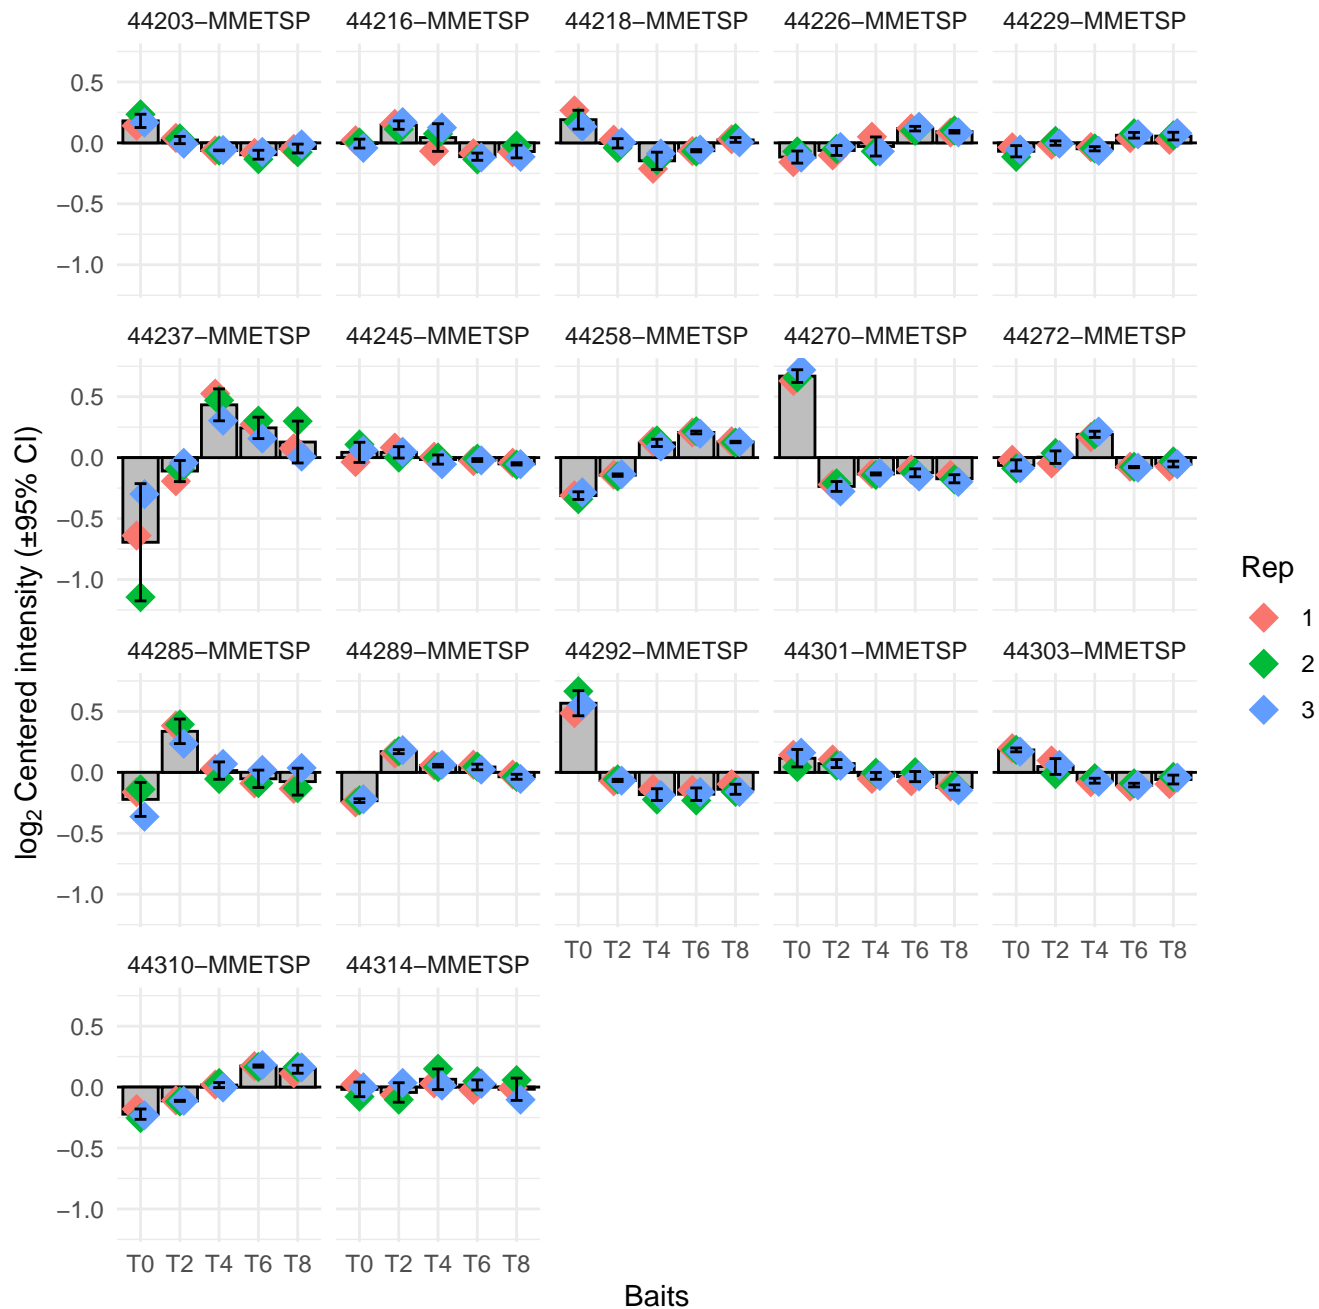 44203−MMETSP 44216−MMETSP 44218−MMETSP 44226−MMETSP 44229−MMETSP
0.5
0.0
−0.5
−1.0
44237−MMETSP 44245−MMETSP 44258−MMETSP 44270−MMETSP 44272−MMETSP
0.5
0.0
−0.5
−1.0
44285−MMETSP 44289−MMETSP 44292−MMETSP 44301−MMETSP 44303−MMETSP
0.5
0.0
−0.5
−1.0
T0 T2 T4 T6 T8 T0 T2 T4 T6 T8 T0 T2 T4 T6 T8
44310−MMETSP 44314−MMETSP
0.5
0.0
−0.5
−1.0
T0 T2 T4 T6 T8 T0 T2 T4 T6 T8
Baits
log2 Centered intensity (±95% CI)
Rep
1
2
3